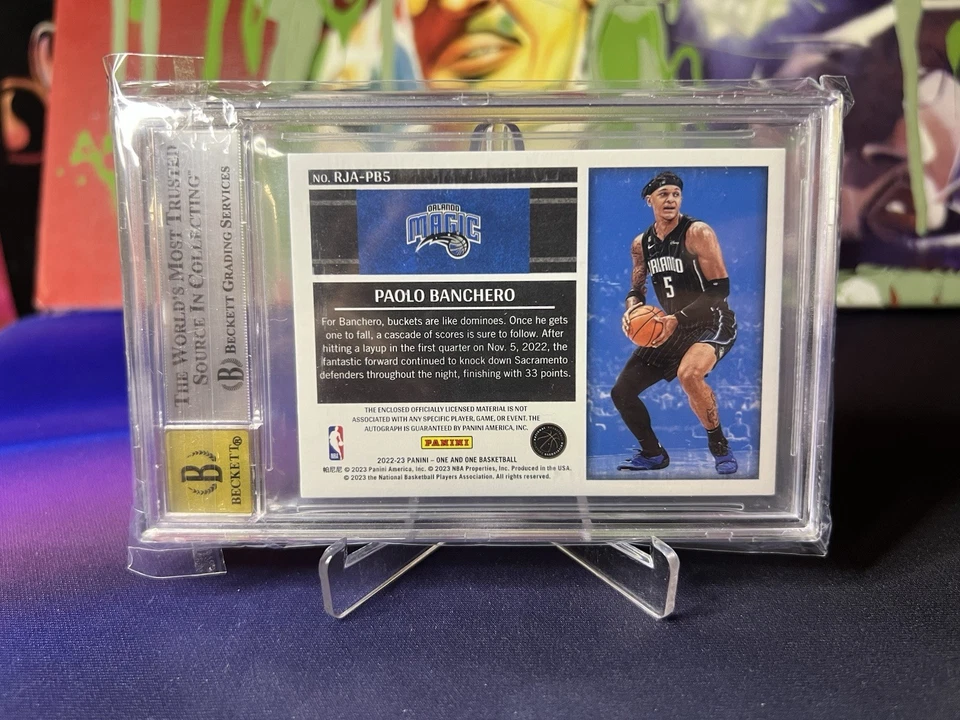 THE WORLD'S MOST TRUSTED
SOURCE IN COLLECTING™
(B) BECKETT GRADING SERVICES
B
BECKETT®
NO. RJA-PB5
ORLANDO
MAGIC
PAOLO BANCHERO
For Banchero, buckets are like dominoes. Once he gets
one to fall, a cascade of scores is sure to follow. After
hitting a layup in the first quarter on Nov. 5, 2022, the
fantastic forward continued to knock down Sacramento
defenders throughout the night, finishing with 33 points.
THE ENCLOSED OFFICIALLY LICENSED MATERIAL IS NOT
ASSOCIATED WITH ANY SPECIFIC PLAYER, GAME, OR EVENT. THE
AUTOGRAPH IS GUARANTEED BY PANINI AMERICA, INC.
NBA
PANINI
2022-23 PANINI – ONE AND ONE BASKETBALL
帕尼尼 © 2023 Panini America, Inc. © 2023 NBA Properties, Inc. Produced in the USA.
© 2023 the National Basketball Players Association. All rights reserved.
ORLANDO
5